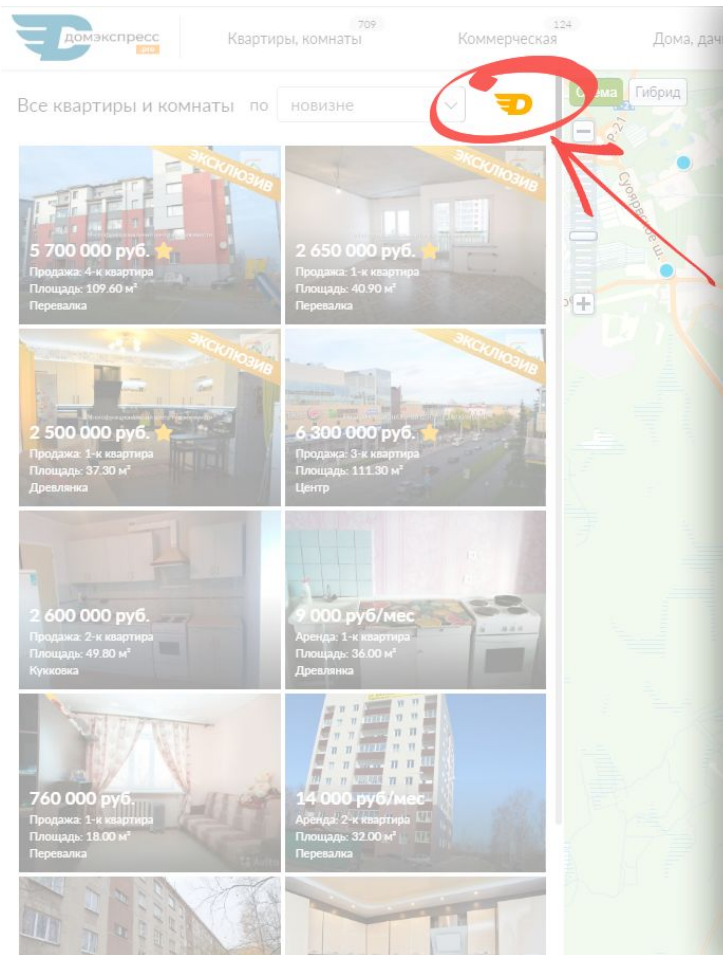 домэкспресс
709
Квартиры, комнаты
124
Коммерческая
Дома, дачи
Все квартиры и комнаты по новизне
D
Схема
Гибрид
Р-21
Суоярвское ш.
ЭКСКЛЮЗИВ
5 700 000 руб.
Продажа: 4-к квартира
Площадь: 109.60 м²
Перевалка
ЭКСКЛЮЗИВ
2 650 000 руб.
Продажа: 1-к квартира
Площадь: 40.90 м²
Перевалка
ЭКСКЛЮЗИВ
2 500 000 руб.
Продажа: 1-к квартира
Площадь: 37.30 м²
Древлянка
ЭКСКЛЮЗИВ
6 300 000 руб.
Продажа: 3-к квартира
Площадь: 111.30 м²
Центр
2 600 000 руб.
Продажа: 2-к квартира
Площадь: 49.80 м²
Кукковка
9 000 руб/мес
Аренда: 1-к квартира
Площадь: 36.00 м²
Древлянка
760 000 руб.
Продажа: 1-к квартира
Площадь: 18.00 м²
Перевалка
14 000 руб/мес
Аренда: 2-к квартира
Площадь: 32.00 м²
Перевалка